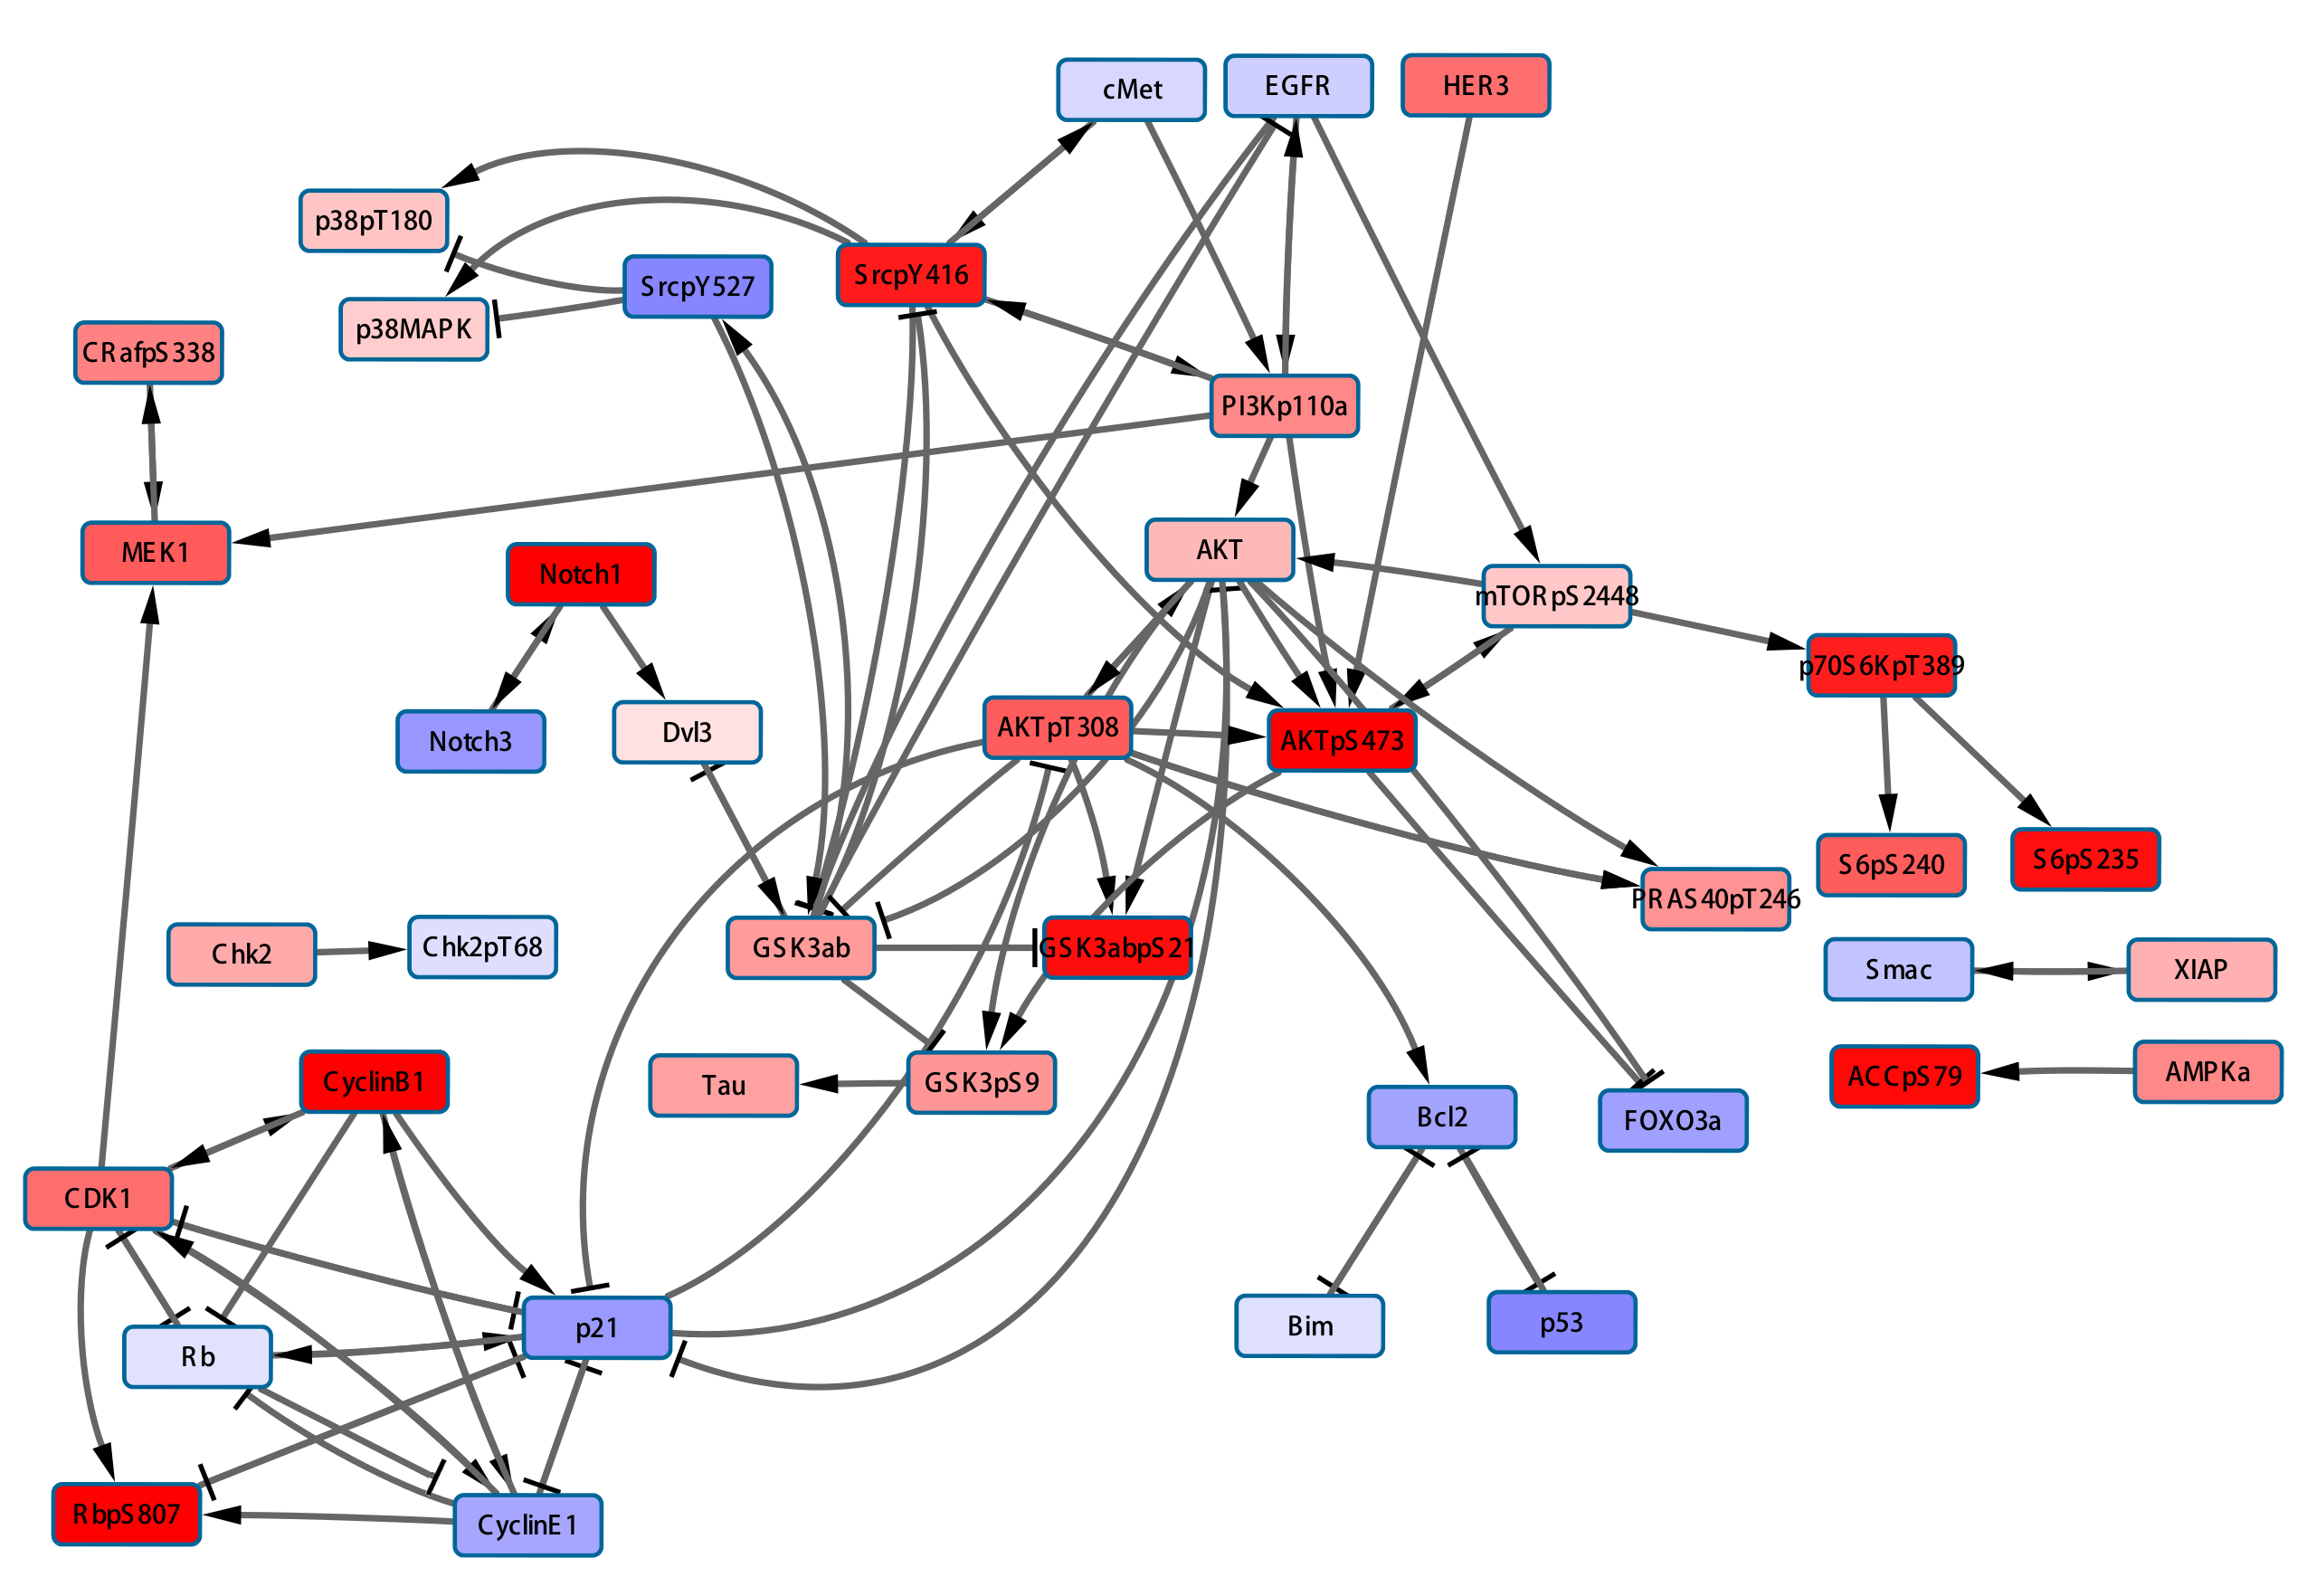 cMet
EGFR
HER3
p38pT180
SrcpY416
SrcpY527
p38MAPK
CRafpS338
PI3Kp110a
MEK1
AKT
Notch1
mTORpS2448
p70S6KpT389
Notch3
Dvl3
AKTpT308
AKTpS473
S6pS240
S6pS235
PRAS40pT246
Chk2
Chk2pT68
GSK3ab
GSK3abpS21
Smac
XIAP
CyclinB1
Tau
GSK3pS9
ACCpS79
AMPKa
Bcl2
FOXO3a
CDK1
p21
Rb
Bim
p53
RbpS807
CyclinE1